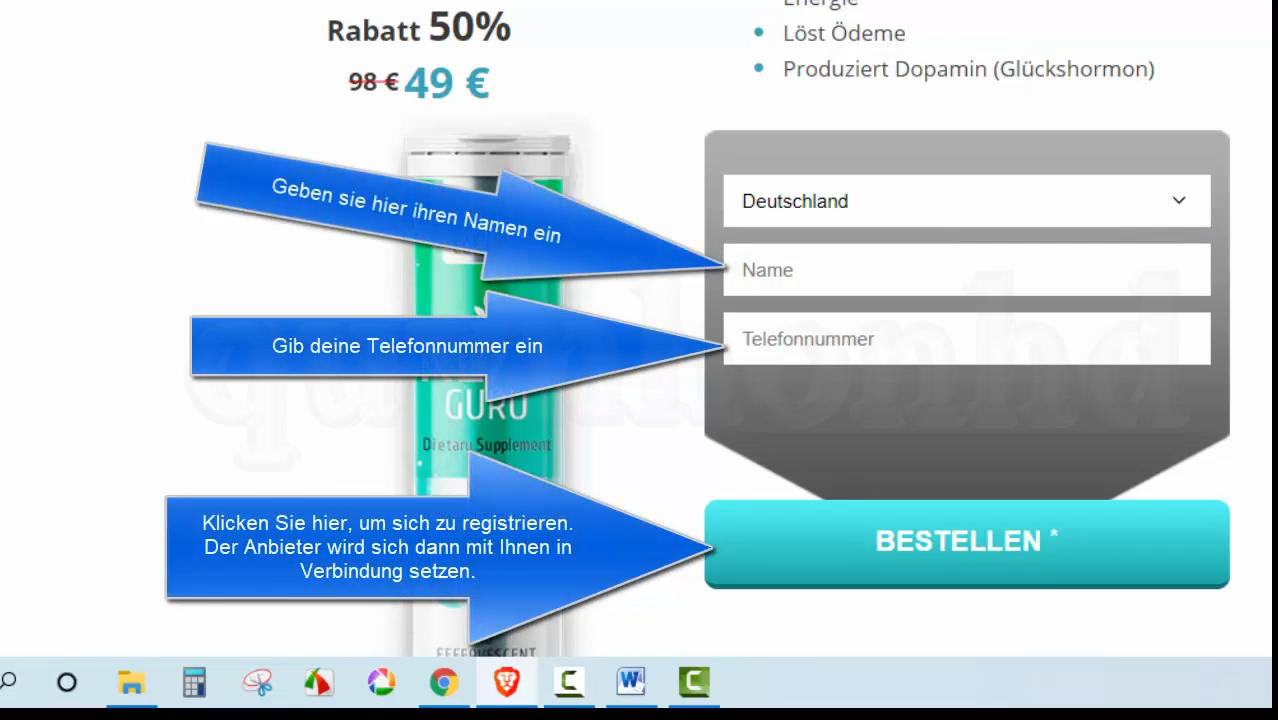 Rabatt 50%
98 € 49 €
Energie
Löst Ödeme
Produziert Dopamin (Glückshormon)
Geben sie hier ihren Namen ein
Deutschland
Name
Gib deine Telefonnummer ein
Telefonnummer
GURU
Dietary Supplement
Klicken Sie hier, um sich zu registrieren.
Der Anbieter wird sich dann mit Ihnen in
Verbindung setzen.
BESTELLEN *
EFFERVESCENT